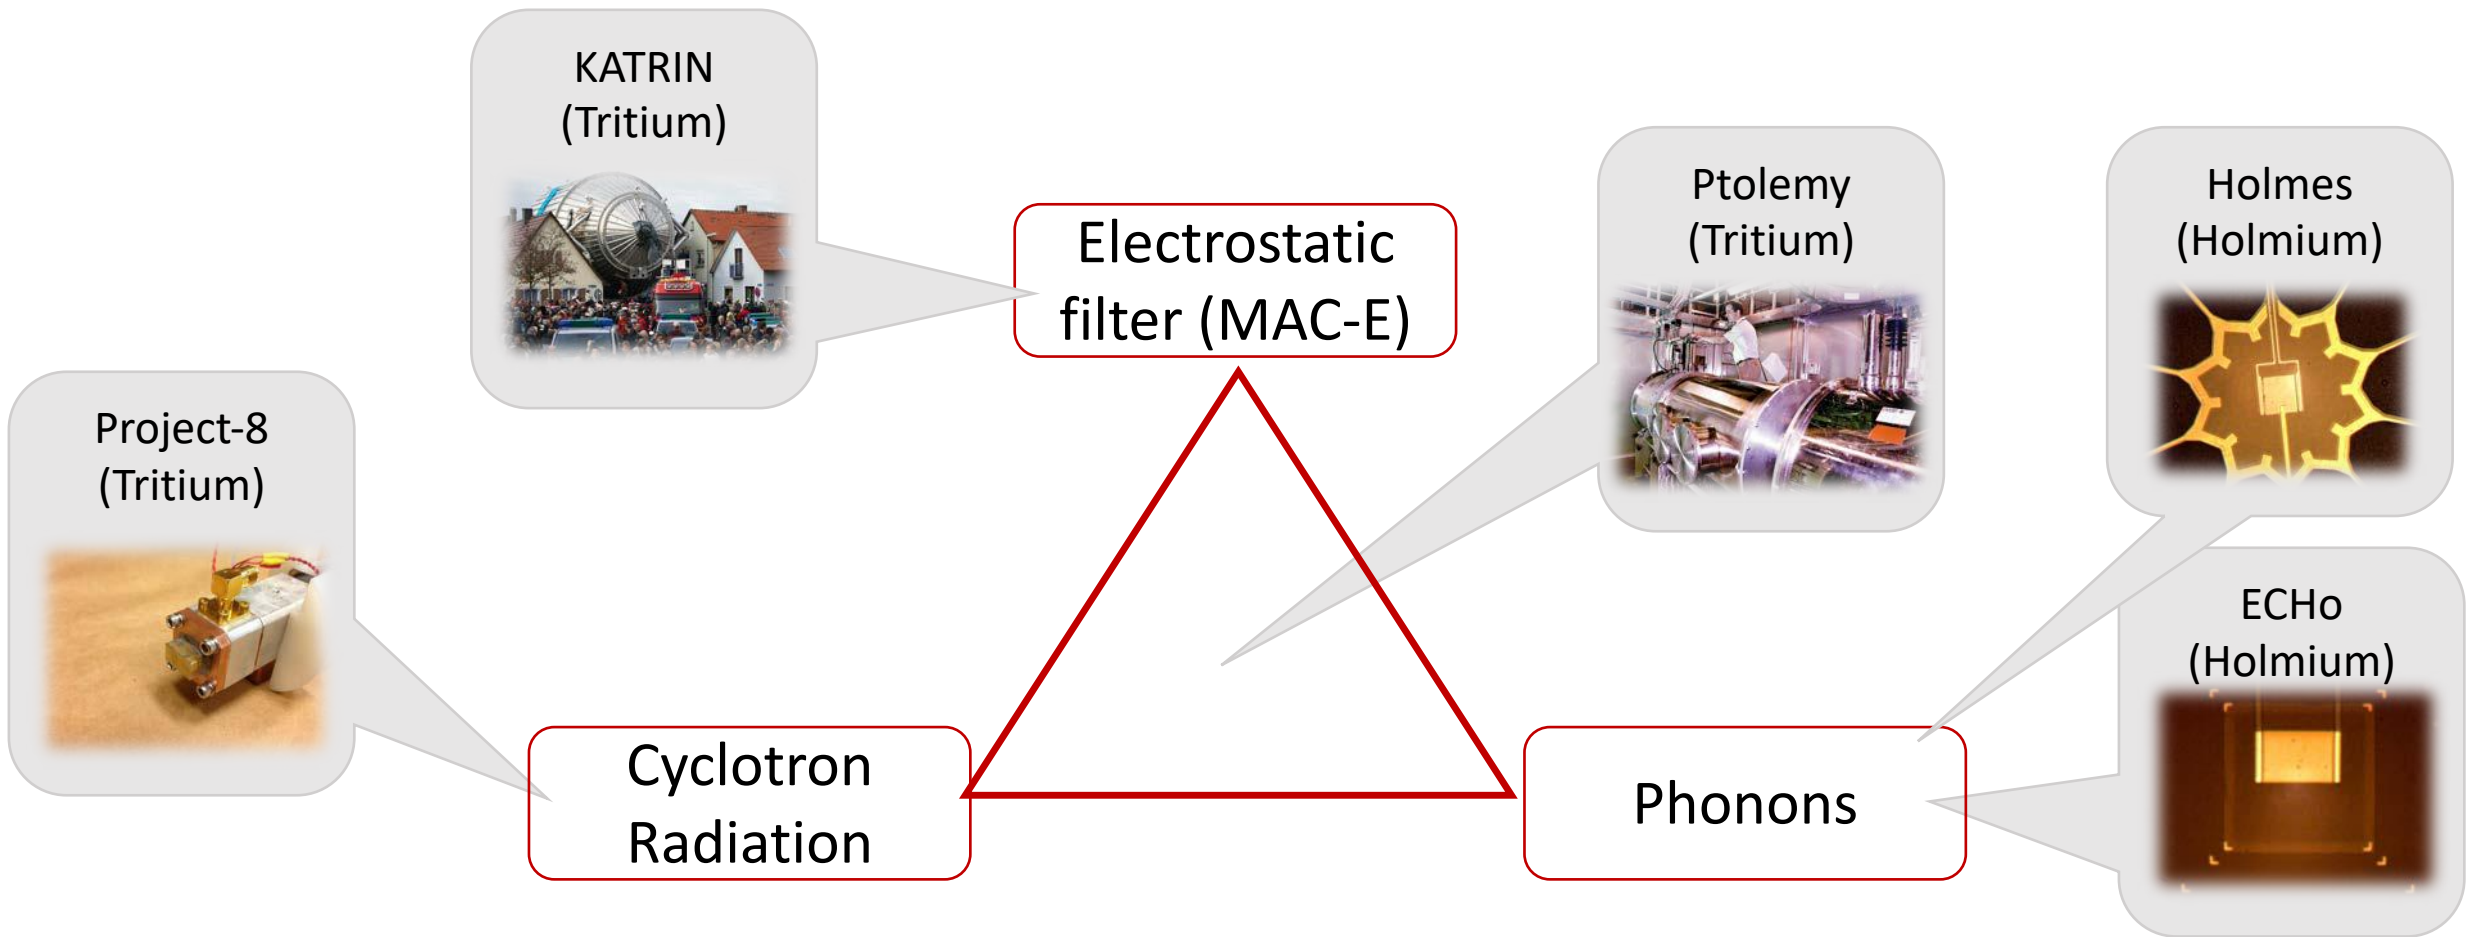 KATRIN
(Tritium)
Electrostatic
filter (MAC-E)
Ptolemy
(Tritium)
Holmes
(Holmium)
Project-8
(Tritium)
ECHo
(Holmium)
Cyclotron
Radiation
Phonons